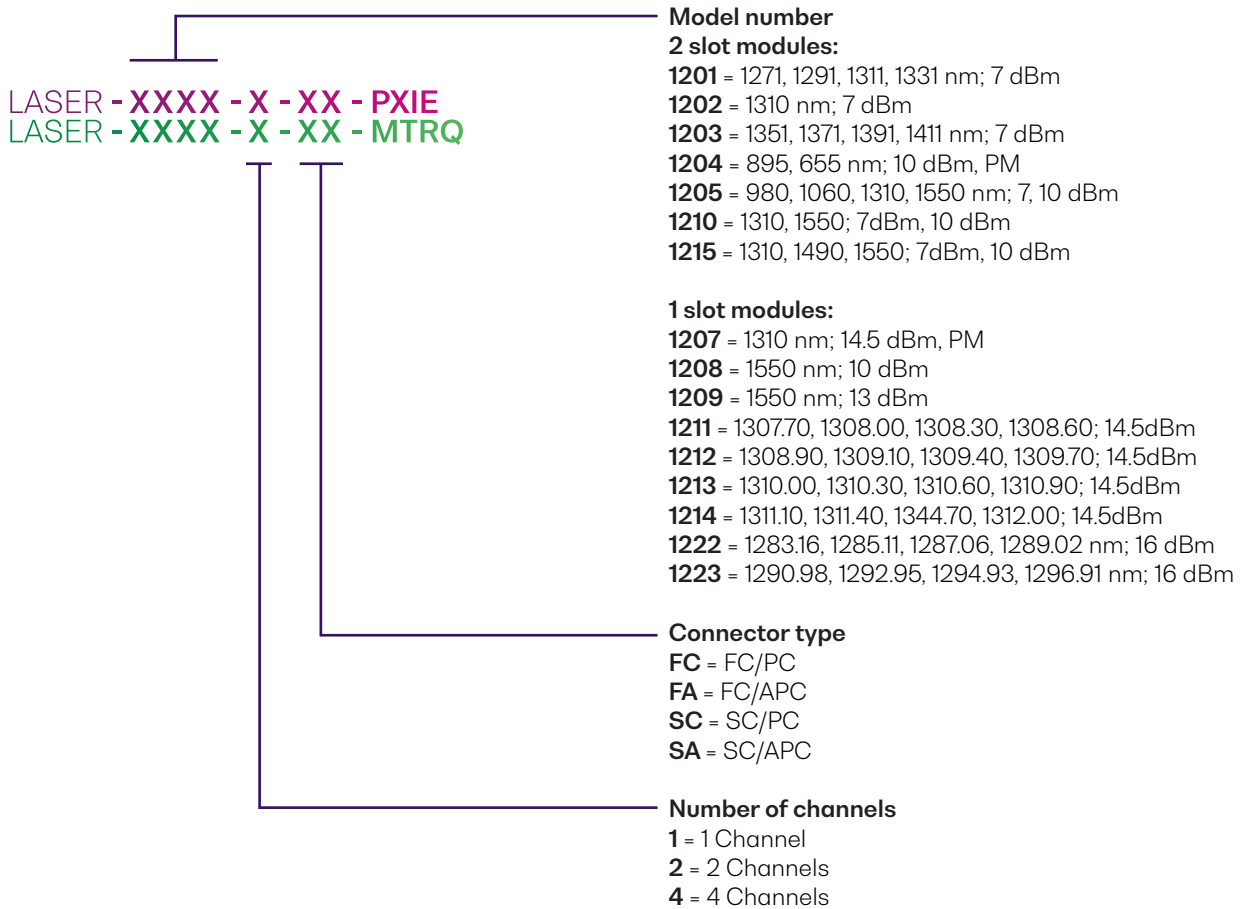 Model number
2 slot modules:
1201 = 1271, 1291, 1311, 1331 nm; 7 dBm
LASER - XXXX - X - XX - PXIE
1202 = 1310 nm; 7 dBm
LASER - XXXX - X - XX - MTRQ
1203 = 1351, 1371, 1391, 1411 nm; 7 dBm
1204 = 895, 655 nm; 10 dBm, PM
1205 = 980, 1060, 1310, 1550 nm; 7, 10 dBm
1210 = 1310, 1550; 7dBm, 10 dBm
1215 = 1310, 1490, 1550; 7dBm, 10 dBm
1 slot modules:
1207 = 1310 nm; 14.5 dBm, PM
1208 = 1550 nm; 10 dBm
1209 = 1550 nm; 13 dBm
1211 = 1307.70, 1308.00, 1308.30, 1308.60; 14.5dBm
1212 = 1308.90, 1309.10, 1309.40, 1309.70; 14.5dBm
1213 = 1310.00, 1310.30, 1310.60, 1310.90; 14.5dBm
1214 = 1311.10, 1311.40, 1344.70, 1312.00; 14.5dBm
1222 = 1283.16, 1285.11, 1287.06, 1289.02 nm; 16 dBm
1223 = 1290.98, 1292.95, 1294.93, 1296.91 nm; 16 dBm
Connector type
FC = FC/PC
FA = FC/APC
SC = SC/PC
SA = SC/APC
Number of channels
1 = 1 Channel
2 = 2 Channels
4 = 4 Channels